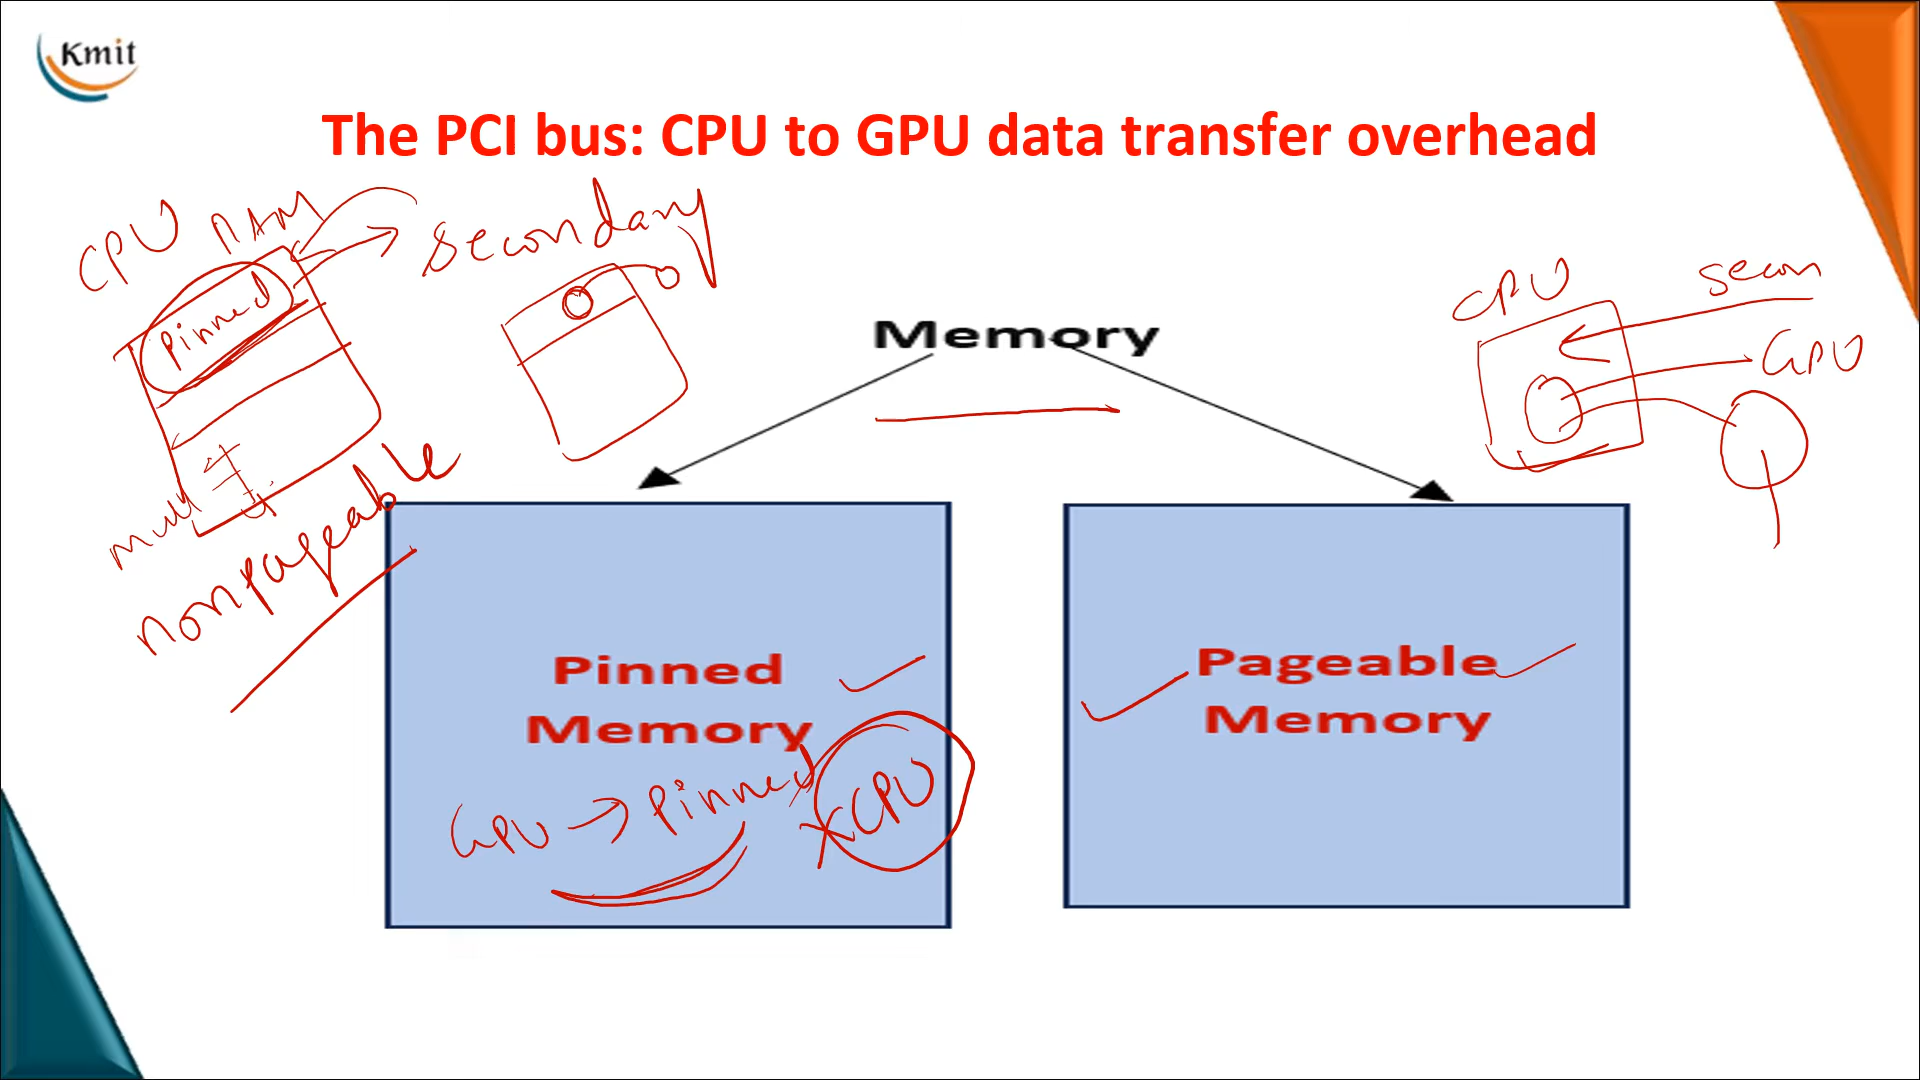 Kmit
The PCI bus: CPU to GPU data transfer overhead
CPU RAM
Secondary
Pinned
nonpageable
CPU
Secon
GPU
Memory
Pinned
Memory
GPU → Pinned
CPU
Pageable
Memory